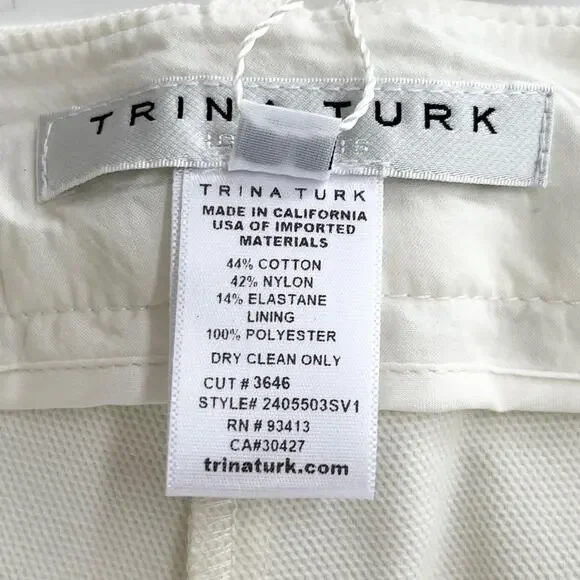 TRINA TURK
TRINA TURK
MADE IN CALIFORNIA
USA OF IMPORTED
MATERIALS
44% COTTON
42% NYLON
14% ELASTANE
LINING
100% POLYESTER
DRY CLEAN ONLY
CUT # 3646
STYLE# 2405503SV1
RN # 93413
CA#30427
trinaturk.com